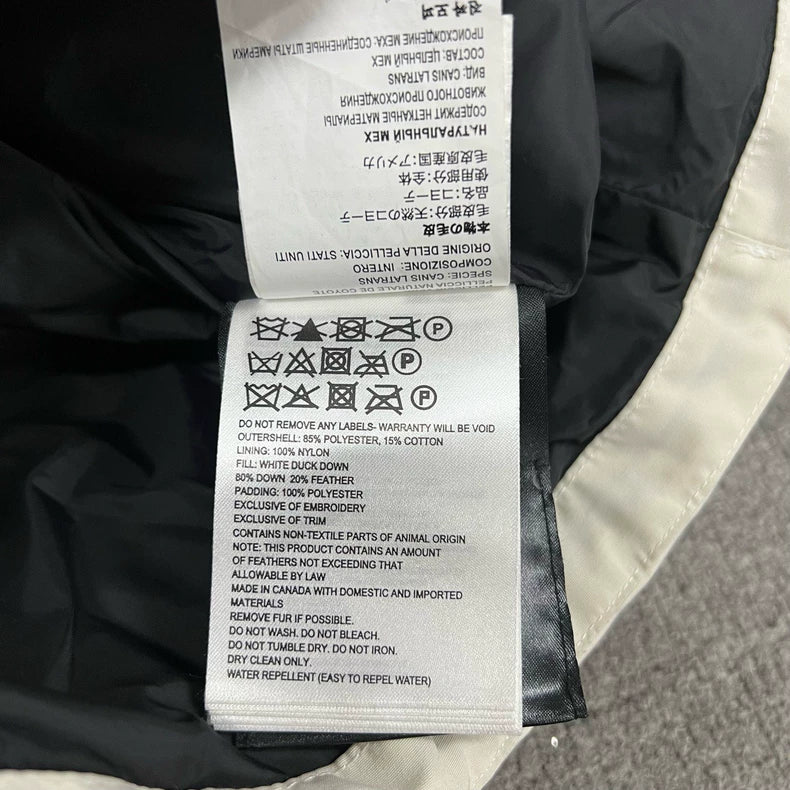 PELLICCIA NATURALE DE COYOTE
SPECIE: CANIS LATRANS
COMPOSIZIONE: INTERO
ORIGINE DELLA PELLICCIA: STATI UNITI
本物の毛皮
毛皮部分:天然のコヨーテ
品名:コヨーテ
使用部分:全体
毛皮原産国:アメリカ
НАТУРАЛЬНЫЙ МЕХ
СОДЕРЖИТ НЕТКАНЫЕ МАТЕРИАЛЫ
ЖИВОТНОГО ПРОИСХОЖДЕНИЯ
ВИД: CANIS LATRANS
СОСТАВ: ЦЕЛЬНЫЙ МЕХ
ПРОИСХОЖДЕНИЕ МЕХА: СОЕДИНЕННЫЕ ШТАТЫ АМЕРИКИ
진짜 모피
P
P
P
DO NOT REMOVE ANY LABELS- WARRANTY WILL BE VOID
OUTERSHELL: 85% POLYESTER, 15% COTTON
LINING: 100% NYLON
FILL: WHITE DUCK DOWN
80% DOWN 20% FEATHER
PADDING: 100% POLYESTER
EXCLUSIVE OF EMBROIDERY
EXCLUSIVE OF TRIM
CONTAINS NON-TEXTILE PARTS OF ANIMAL ORIGIN
NOTE: THIS PRODUCT CONTAINS AN AMOUNT
OF FEATHERS NOT EXCEEDING THAT
ALLOWABLE BY LAW
MADE IN CANADA WITH DOMESTIC AND IMPORTED
MATERIALS
REMOVE FUR IF POSSIBLE.
DO NOT WASH. DO NOT BLEACH.
DO NOT TUMBLE DRY. DO NOT IRON.
DRY CLEAN ONLY.
WATER REPELLENT (EASY TO REPEL WATER)